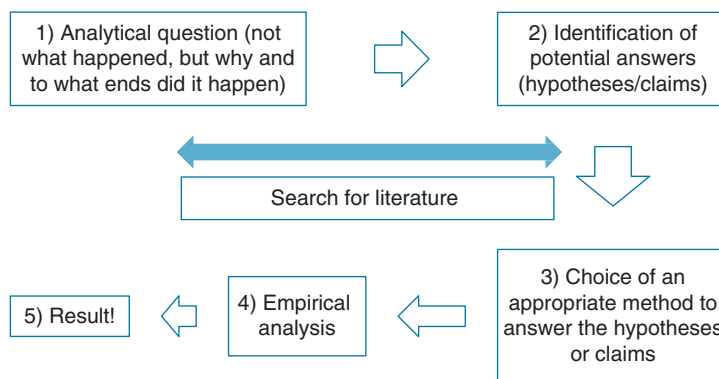 1) Analytical question (not
what happened, but why and
to what ends did it happen)
2) Identification of
potential answers
(hypotheses/claims)
Search for literature
3) Choice of an
appropriate method to
answer the hypotheses
or claims
4) Empirical
analysis
5) Result!